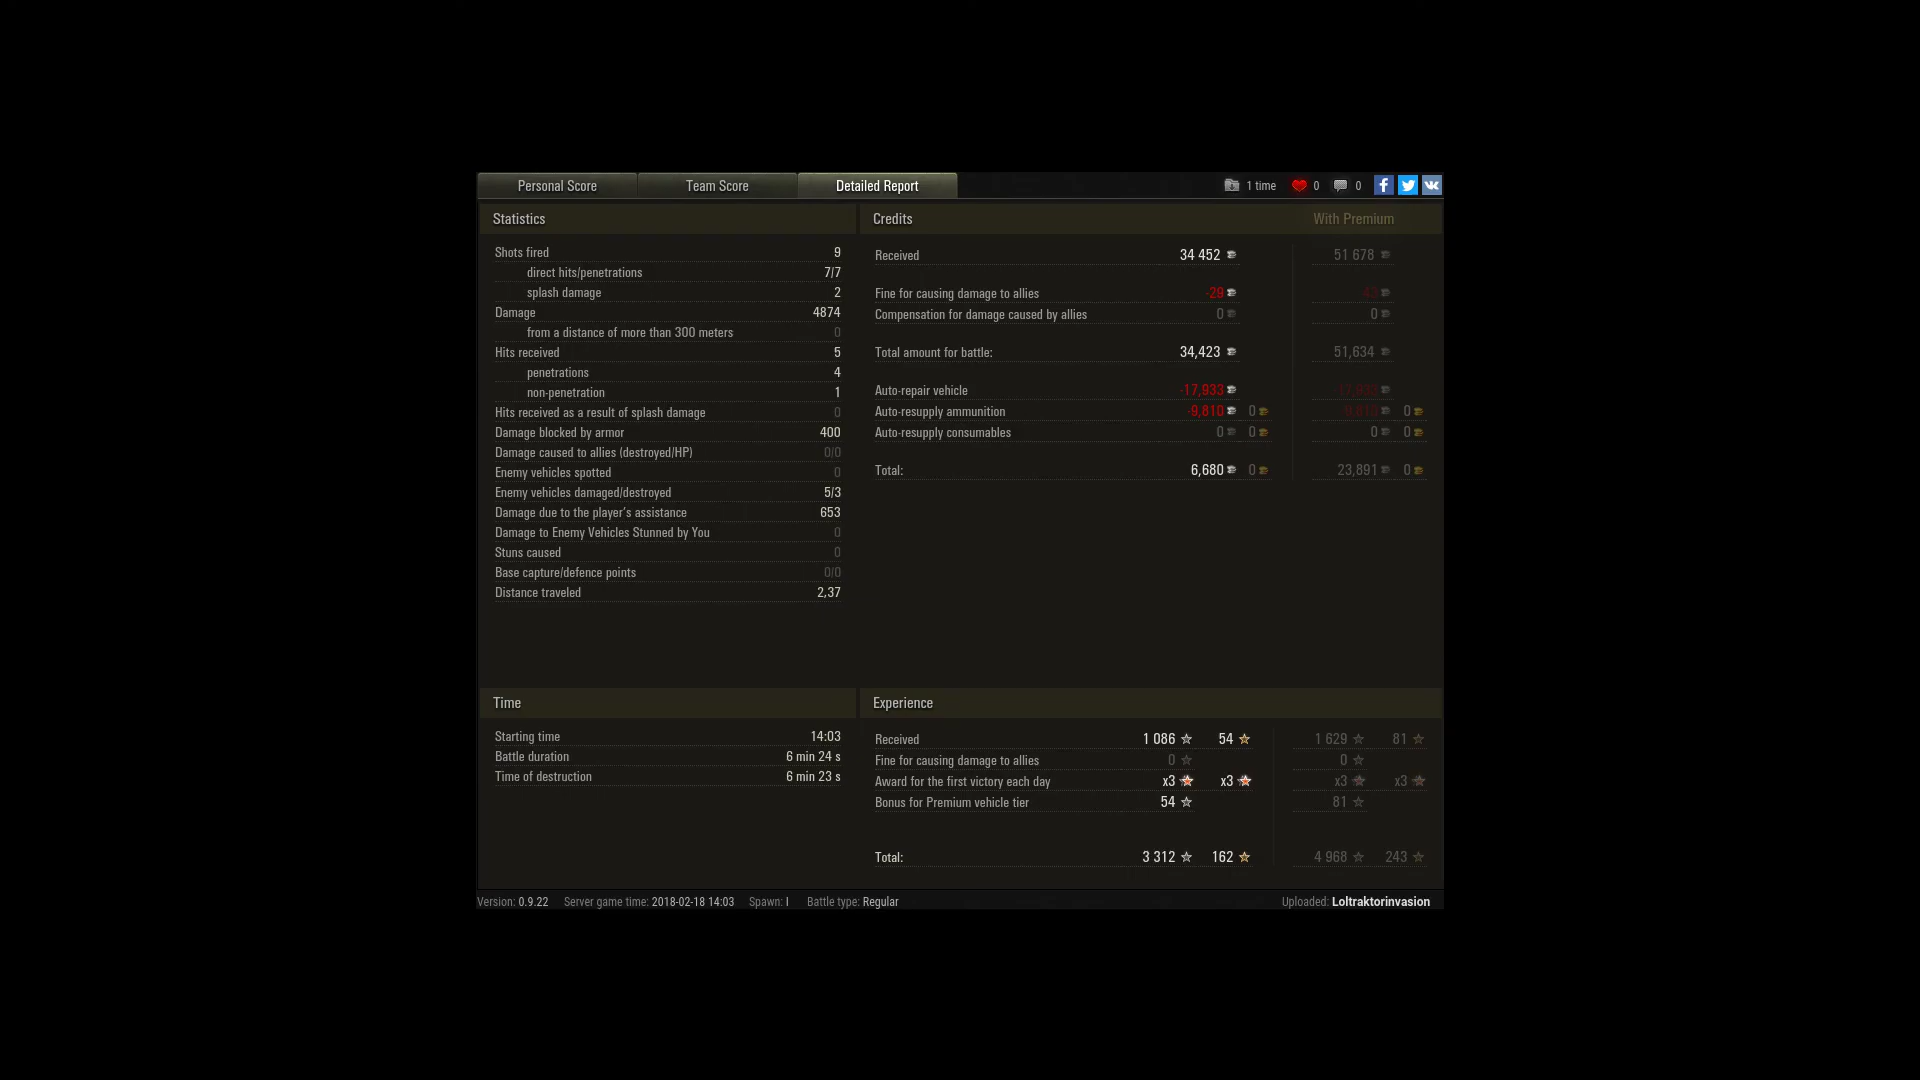 Personal Score Team Score Detailed Report 1 time 0 0
Statistics
Shots fired 9
direct hits/penetrations 7/7
splash damage 2
Damage 4874
from a distance of more than 300 meters 0
Hits received 5
penetrations 4
non-penetration 1
Hits received as a result of splash damage 0
Damage blocked by armor 400
Damage caused to allies (destroyed/HP) 0/0
Enemy vehicles spotted 0
Enemy vehicles damaged/destroyed 5/3
Damage due to the player's assistance 653
Damage to Enemy Vehicles Stunned by You 0
Stuns caused 0
Base capture/defence points 0/0
Distance traveled 2,37
Credits With Premium
Received 34 452 51 678
Fine for causing damage to allies -29
Compensation for damage caused by allies 0 0
Total amount for battle: 34,423 51,634
Auto-repair vehicle -17,933 -17,933
Auto-resupply ammunition -9,810 0 -9,810 0
Auto-resupply consumables 0 0 0 0
Total: 6,680 0 23,891 0
Time
Starting time 14:03
Battle duration 6 min 24 s
Time of destruction 6 min 23 s
Experience
Received 1 086 54 1 629 81
Fine for causing damage to allies 0 0
Award for the first victory each day x3 x3 x3 x3
Bonus for Premium vehicle tier 54 81
Total: 3 312 162 4 968 243
Version: 0.9.22 Server game time: 2018-02-18 14:03 Spawn: I Battle type: Regular Uploaded: Loltraktorinvasion